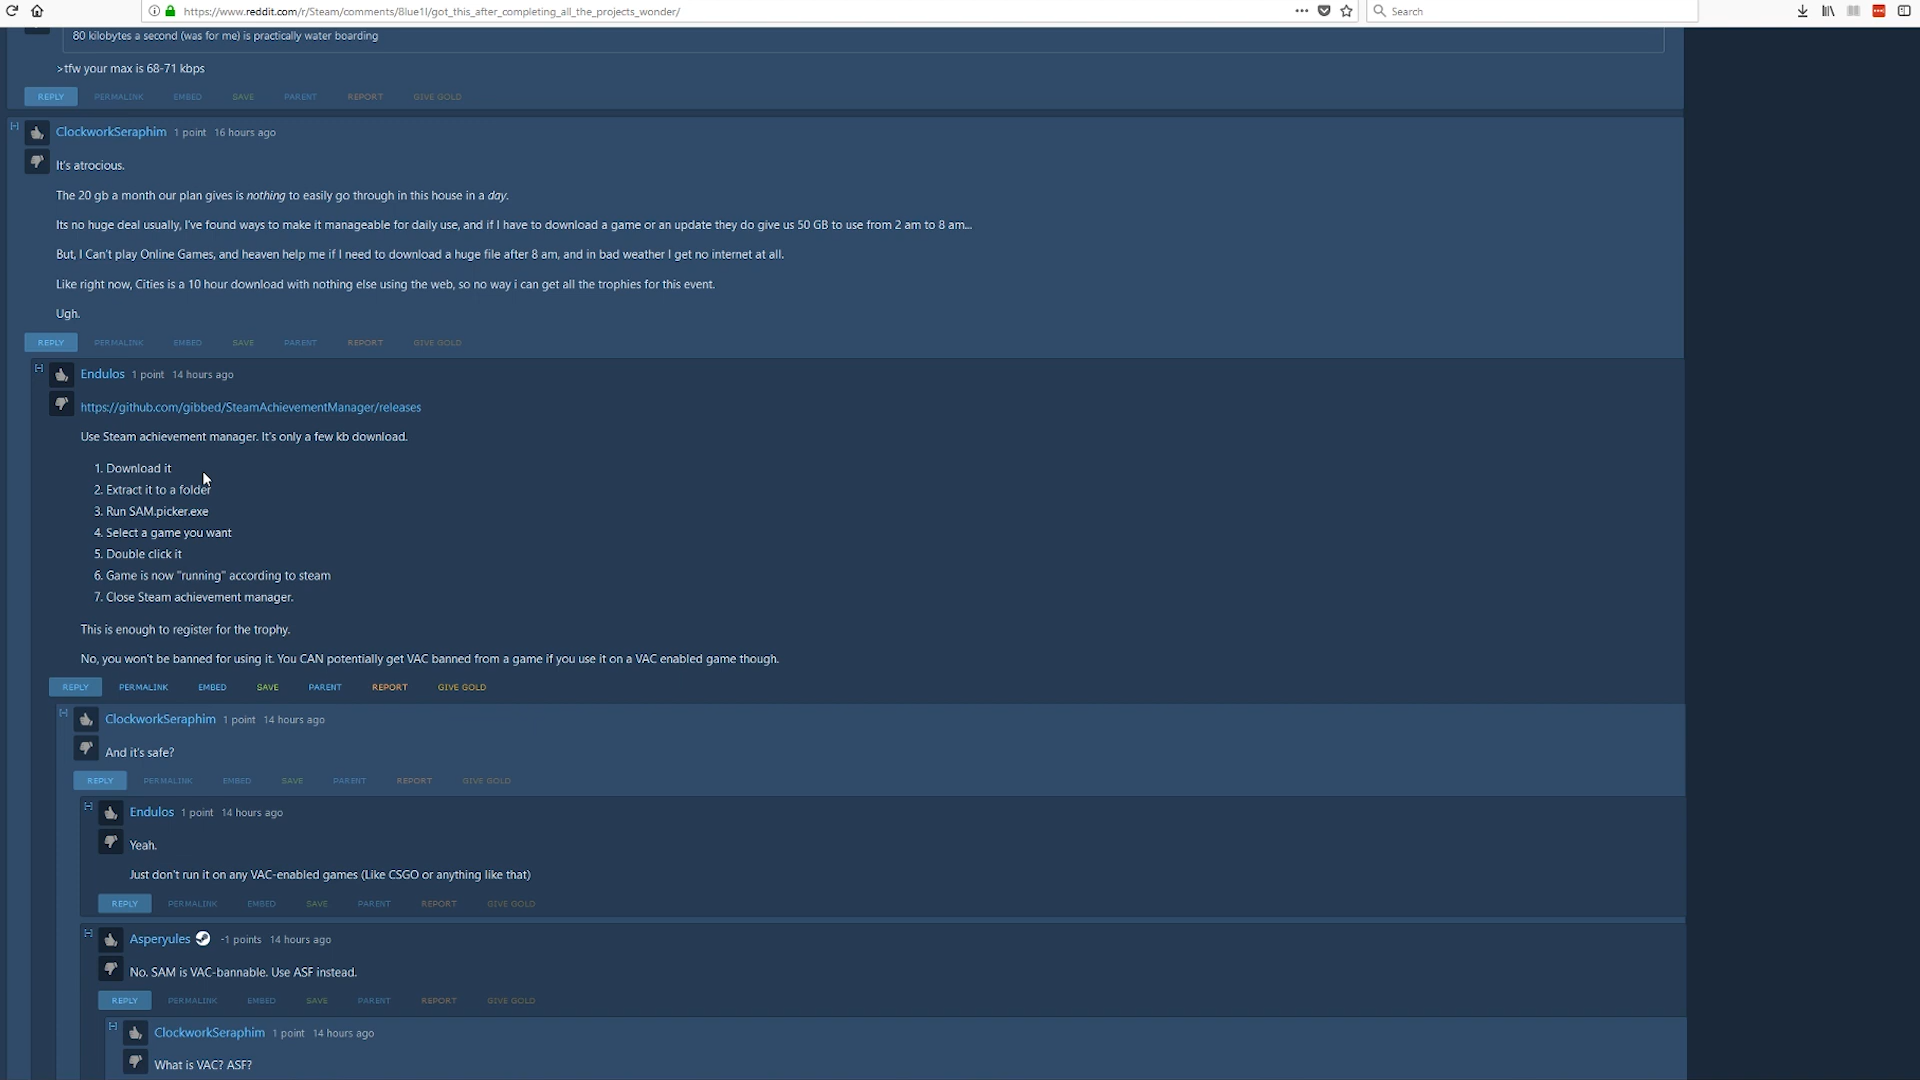 https://www.reddit.com/r/Steam/comments/8lue1l/got_this_after_completing_all_the_projects_wonder/
Search
80 kilobytes a second (was for me) is practically water boarding
>tfw your max is 68-71 kbps
REPLY PERMALINK EMBED SAVE PARENT REPORT GIVE GOLD
[-] ClockworkSeraphim 1 point 16 hours ago
It's atrocious.
The 20 gb a month our plan gives is nothing to easily go through in this house in a day.
Its no huge deal usually, I've found ways to make it manageable for daily use, and if I have to download a game or an update they do give us 50 GB to use from 2 am to 8 am...
But, I Can't play Online Games, and heaven help me if I need to download a huge file after 8 am, and in bad weather I get no internet at all.
Like right now, Cities is a 10 hour download with nothing else using the web, so no way i can get all the trophies for this event.
Ugh.
REPLY PERMALINK EMBED SAVE PARENT REPORT GIVE GOLD
[-] Endulos 1 point 14 hours ago
https://github.com/gibbed/SteamAchievementManager/releases
Use Steam achievement manager. It's only a few kb download.
1. Download it
2. Extract it to a folder
3. Run SAM.picker.exe
4. Select a game you want
5. Double click it
6. Game is now "running" according to steam
7. Close Steam achievement manager.
This is enough to register for the trophy.
No, you won't be banned for using it. You CAN potentially get VAC banned from a game if you use it on a VAC enabled game though.
REPLY PERMALINK EMBED SAVE PARENT REPORT GIVE GOLD
[-] ClockworkSeraphim 1 point 14 hours ago
And it's safe?
REPLY PERMALINK EMBED SAVE PARENT REPORT GIVE GOLD
[-] Endulos 1 point 14 hours ago
Yeah.
Just don't run it on any VAC-enabled games (Like CSGO or anything like that)
REPLY PERMALINK EMBED SAVE PARENT REPORT GIVE GOLD
[-] Asperyules -1 points 14 hours ago
No. SAM is VAC-bannable. Use ASF instead.
REPLY PERMALINK EMBED SAVE PARENT REPORT GIVE GOLD
[-] ClockworkSeraphim 1 point 14 hours ago
What is VAC? ASF?